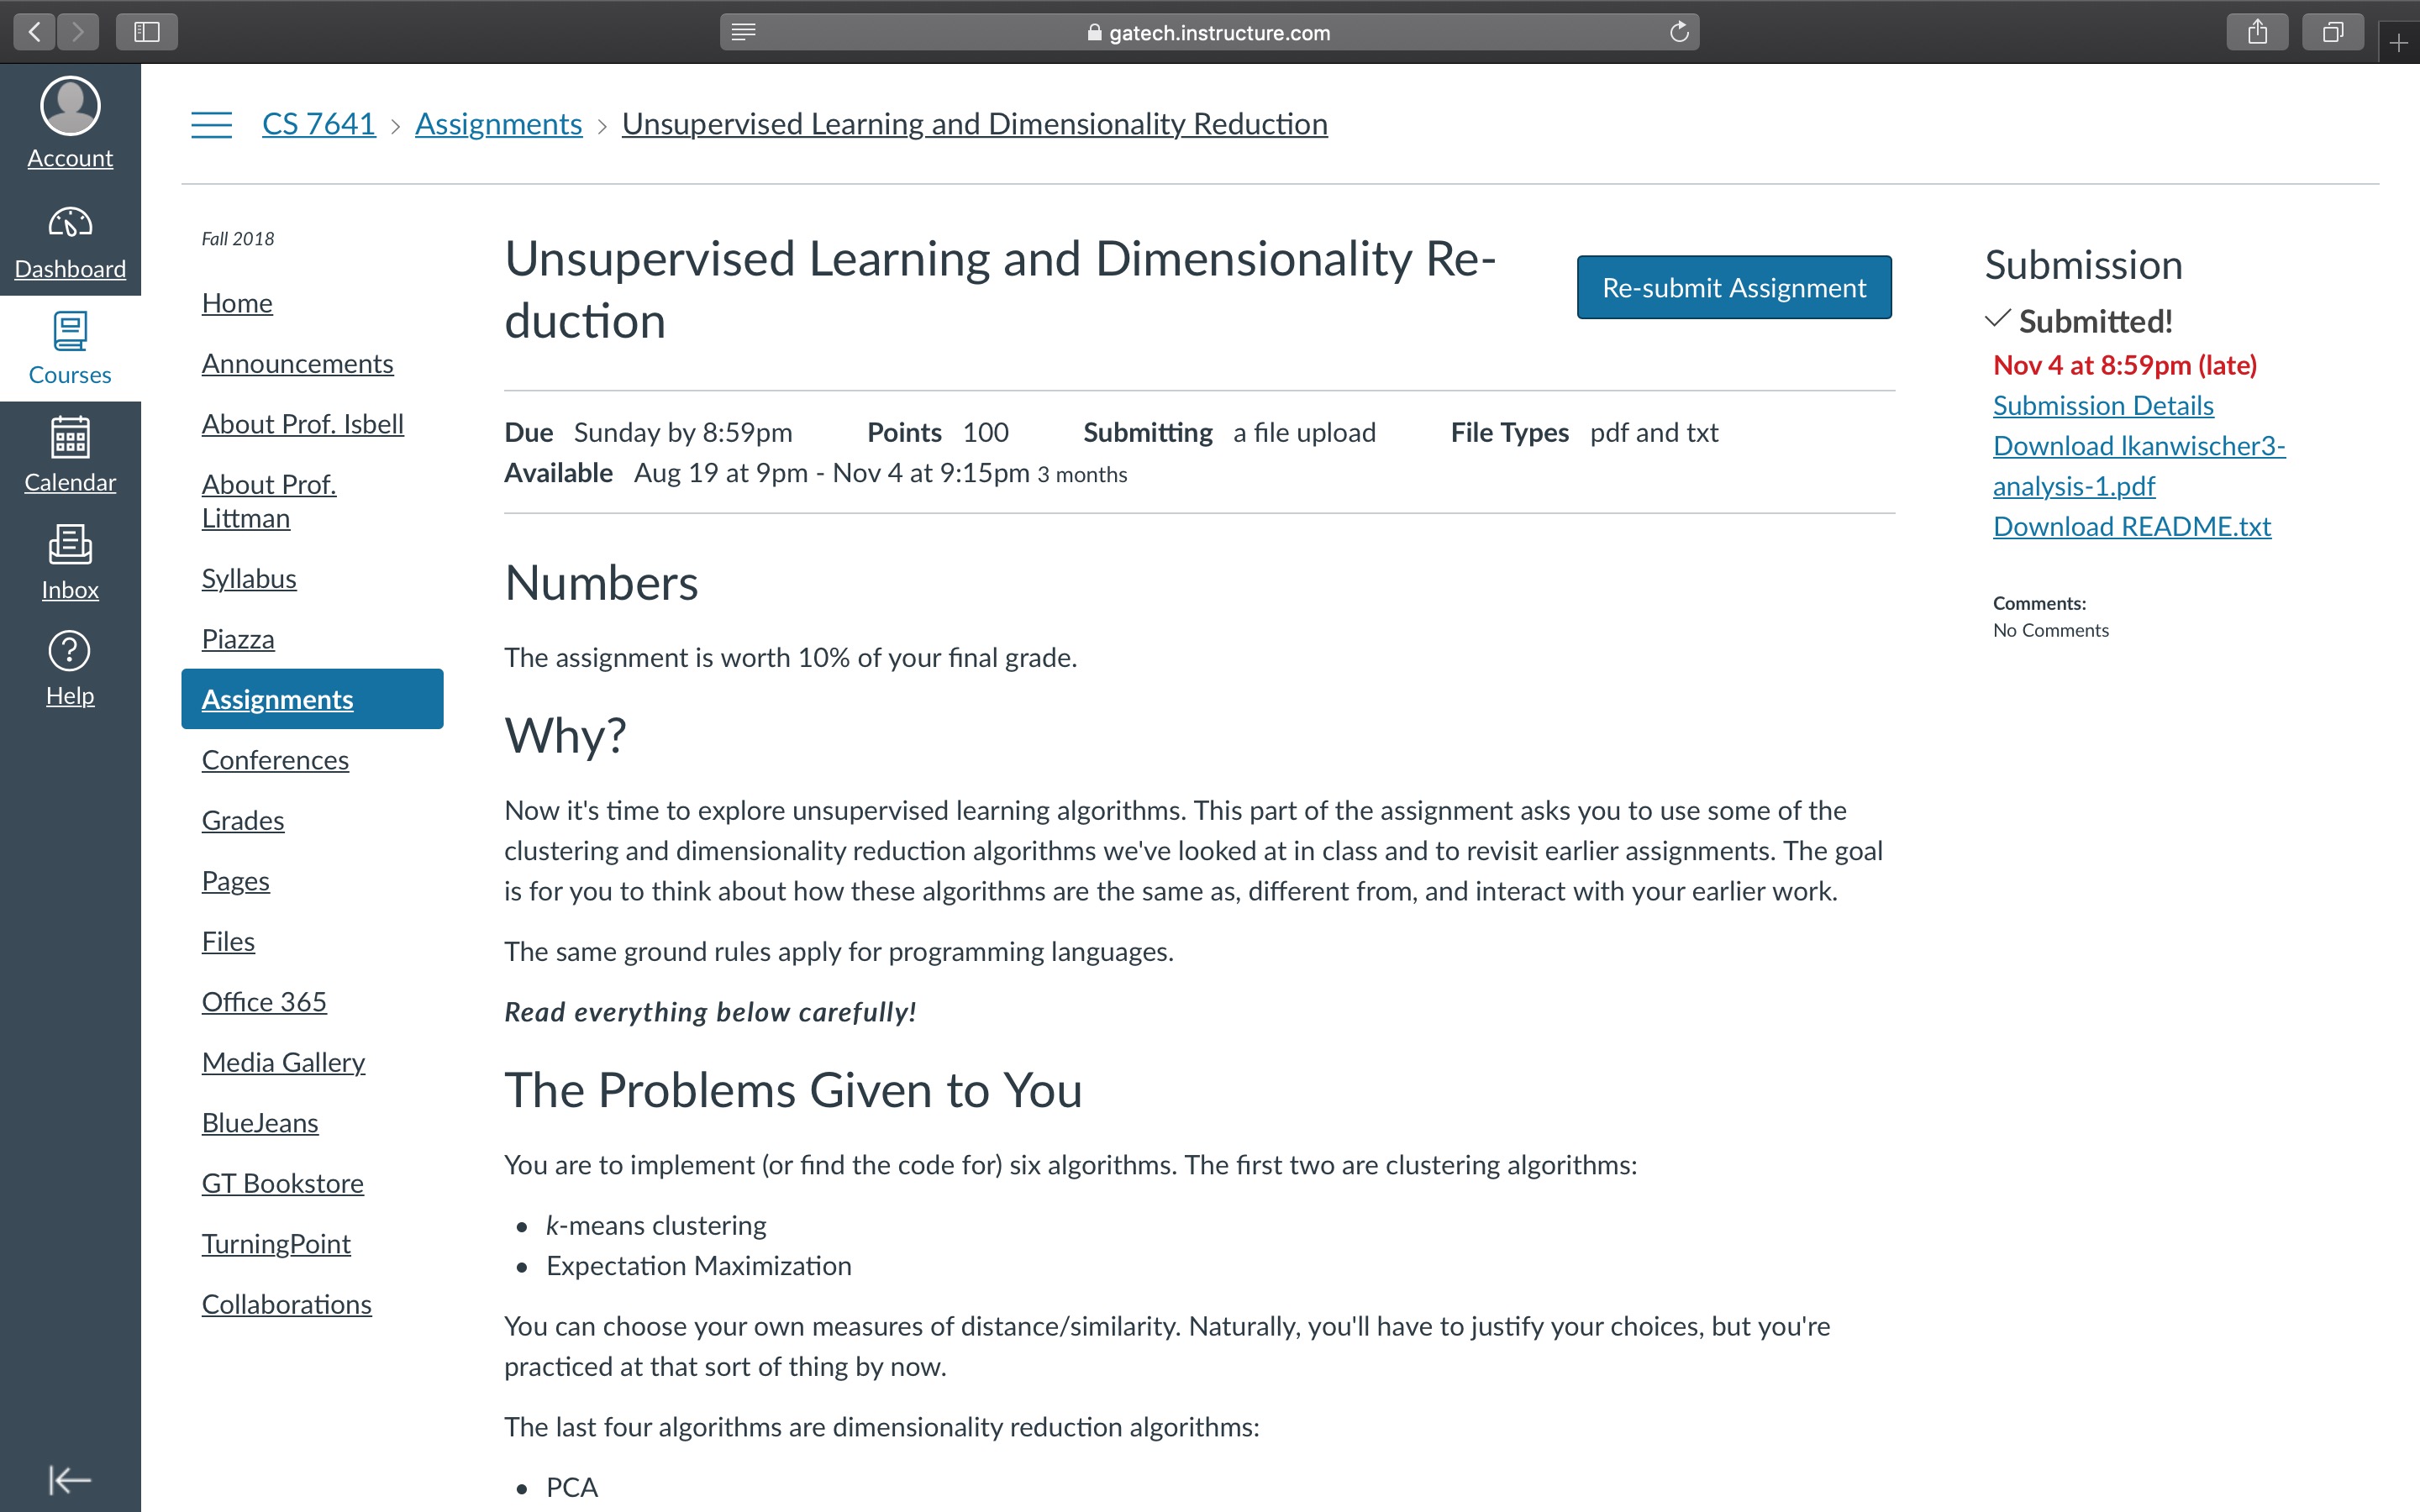 gatech.instructure.com
Account
Dashboard
Courses
Calendar
Inbox
Help
CS 7641 > Assignments > Unsupervised Learning and Dimensionality Reduction
Fall 2018
Home
Announcements
About Prof. Isbell
About Prof.
Littman
Syllabus
Piazza
Assignments
Conferences
Grades
Pages
Files
Office 365
Media Gallery
BlueJeans
GT Bookstore
TurningPoint
Collaborations
Unsupervised Learning and Dimensionality Re-
duction
Re-submit Assignment
Due Sunday by 8:59pm Points 100 Submitting a file upload File Types pdf and txt
Available Aug 19 at 9pm - Nov 4 at 9:15pm 3 months
Numbers
The assignment is worth 10% of your final grade.
Why?
Now it's time to explore unsupervised learning algorithms. This part of the assignment asks you to use some of the
clustering and dimensionality reduction algorithms we've looked at in class and to revisit earlier assignments. The goal
is for you to think about how these algorithms are the same as, different from, and interact with your earlier work.
The same ground rules apply for programming languages.
Read everything below carefully!
The Problems Given to You
You are to implement (or find the code for) six algorithms. The first two are clustering algorithms:
• k-means clustering
• Expectation Maximization
You can choose your own measures of distance/similarity. Naturally, you'll have to justify your choices, but you're
practiced at that sort of thing by now.
The last four algorithms are dimensionality reduction algorithms:
• PCA
Submission
Submitted!
Nov 4 at 8:59pm (late)
Submission Details
Download lkanwischer3-
analysis-1.pdf
Download README.txt
Comments:
No Comments